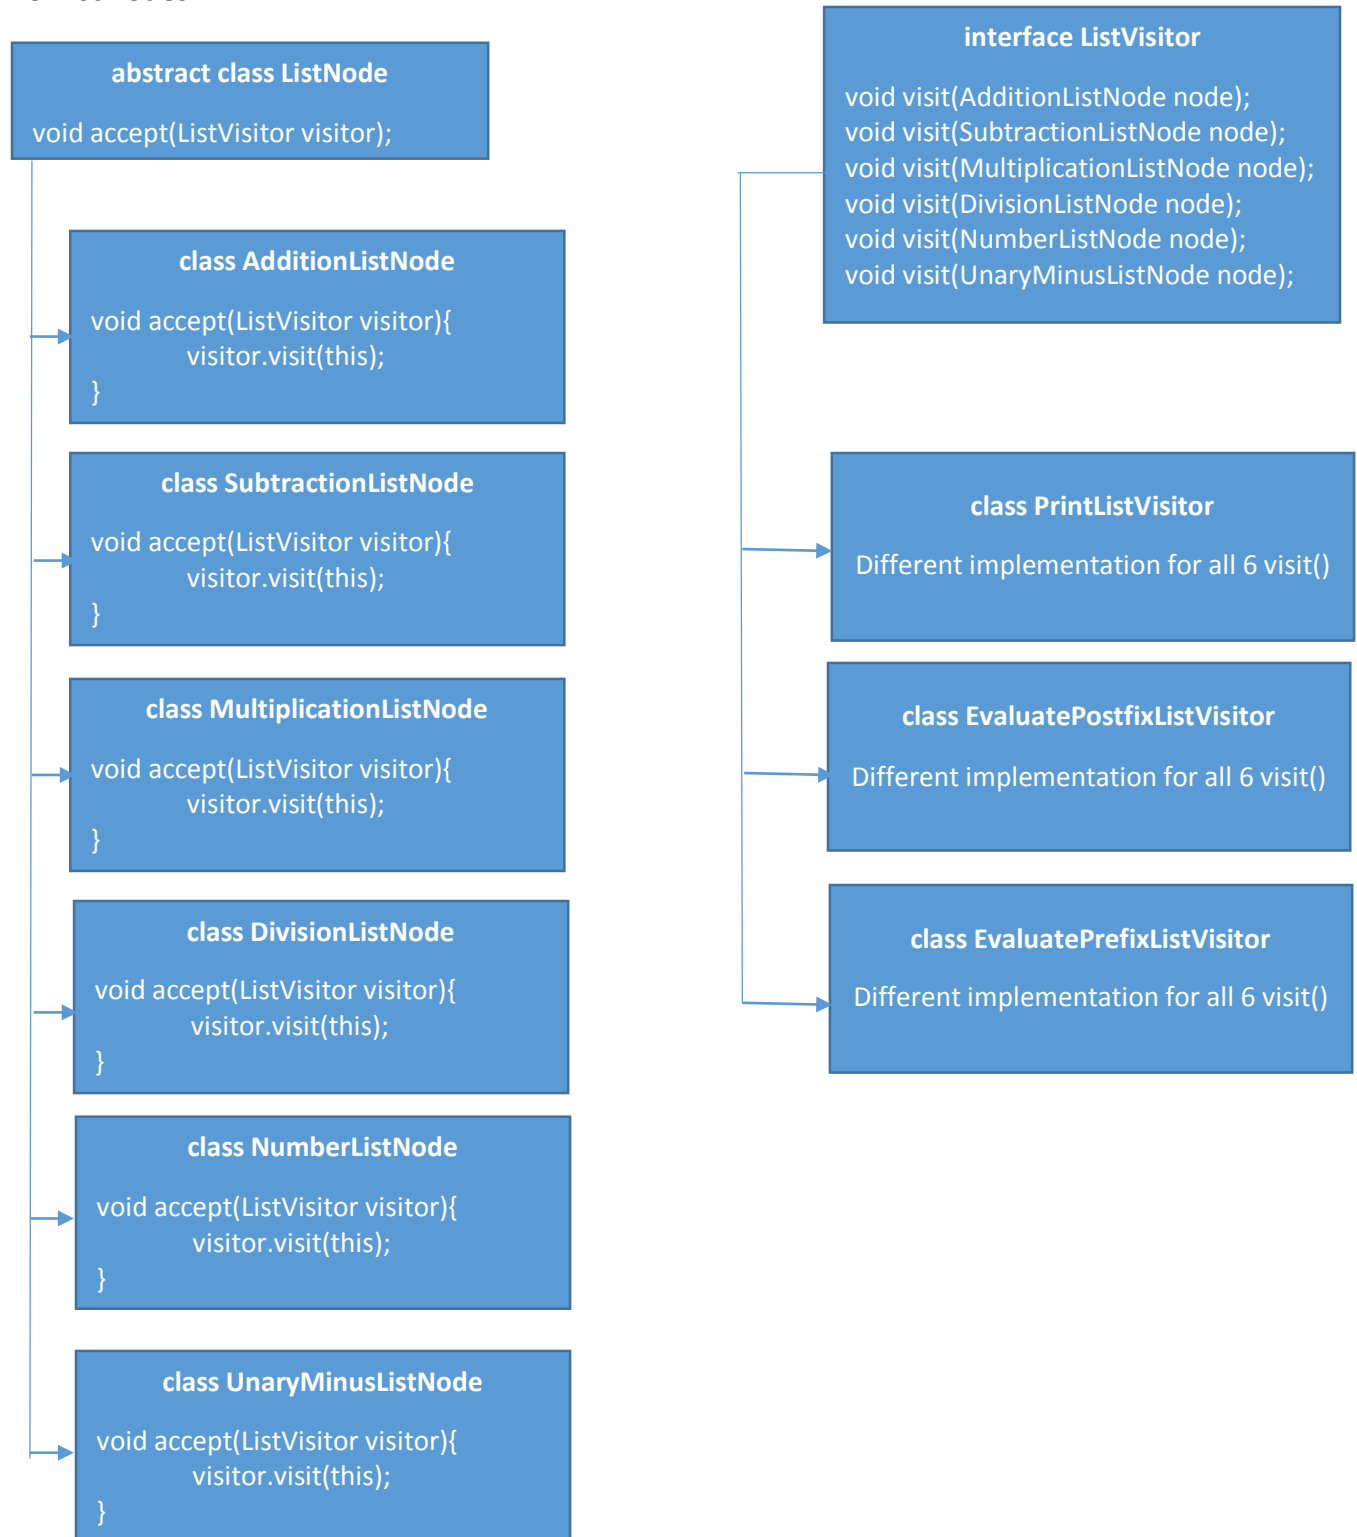 abstract class ListNode
void accept(ListVisitor visitor);
class AdditionListNode
void accept(ListVisitor visitor){
visitor.visit(this);
}
class SubtractionListNode
void accept(ListVisitor visitor){
visitor.visit(this);
}
class MultiplicationListNode
void accept(ListVisitor visitor){
visitor.visit(this);
}
class DivisionListNode
void accept(ListVisitor visitor){
visitor.visit(this);
}
class NumberListNode
void accept(ListVisitor visitor){
visitor.visit(this);
}
class UnaryMinusListNode
void accept(ListVisitor visitor){
visitor.visit(this);
}
interface ListVisitor
void visit(AdditionListNode node);
void visit(SubtractionListNode node);
void visit(MultiplicationListNode node);
void visit(DivisionListNode node);
void visit(NumberListNode node);
void visit(UnaryMinusListNode node);
class PrintListVisitor
Different implementation for all 6 visit()
class EvaluatePostfixListVisitor
Different implementation for all 6 visit()
class EvaluatePrefixListVisitor
Different implementation for all 6 visit()